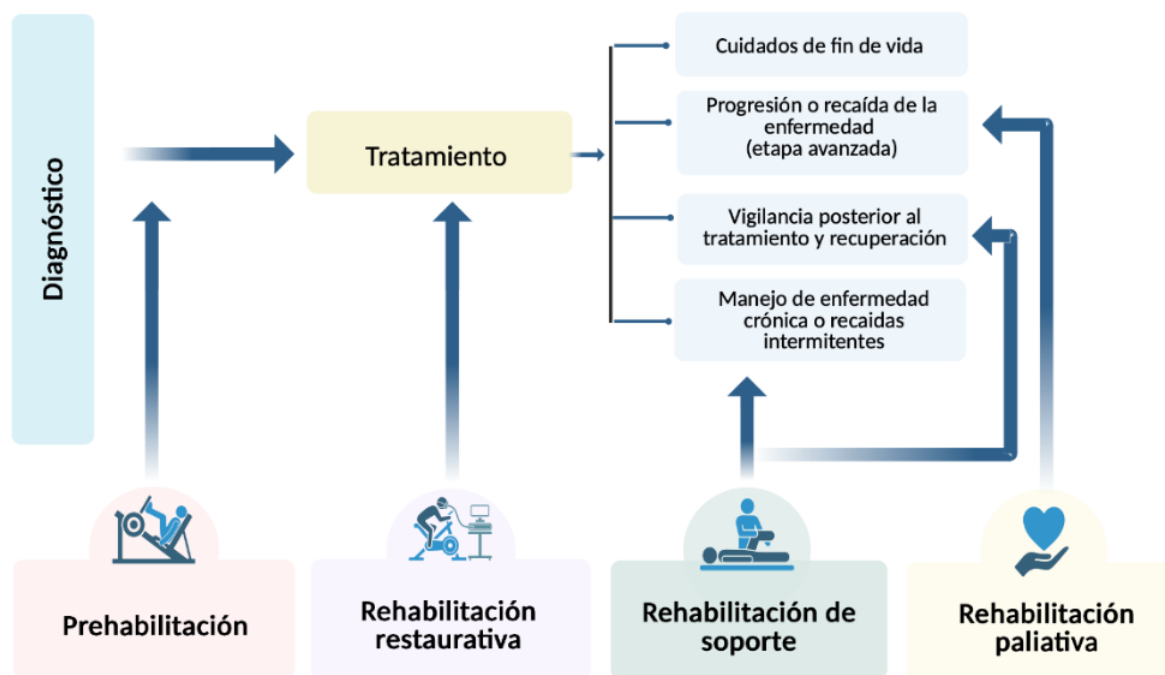 Diagnóstico
Tratamiento
Cuidados de fin de vida
Progresión o recaída de la
enfermedad
(etapa avanzada)
Vigilancia posterior al
tratamiento y recuperación
Manejo de enfermedad
crónica o recaidas
intermitentes
Prehabilitación
Rehabilitación
restaurativa
Rehabilitación de
soporte
Rehabilitación
paliativa